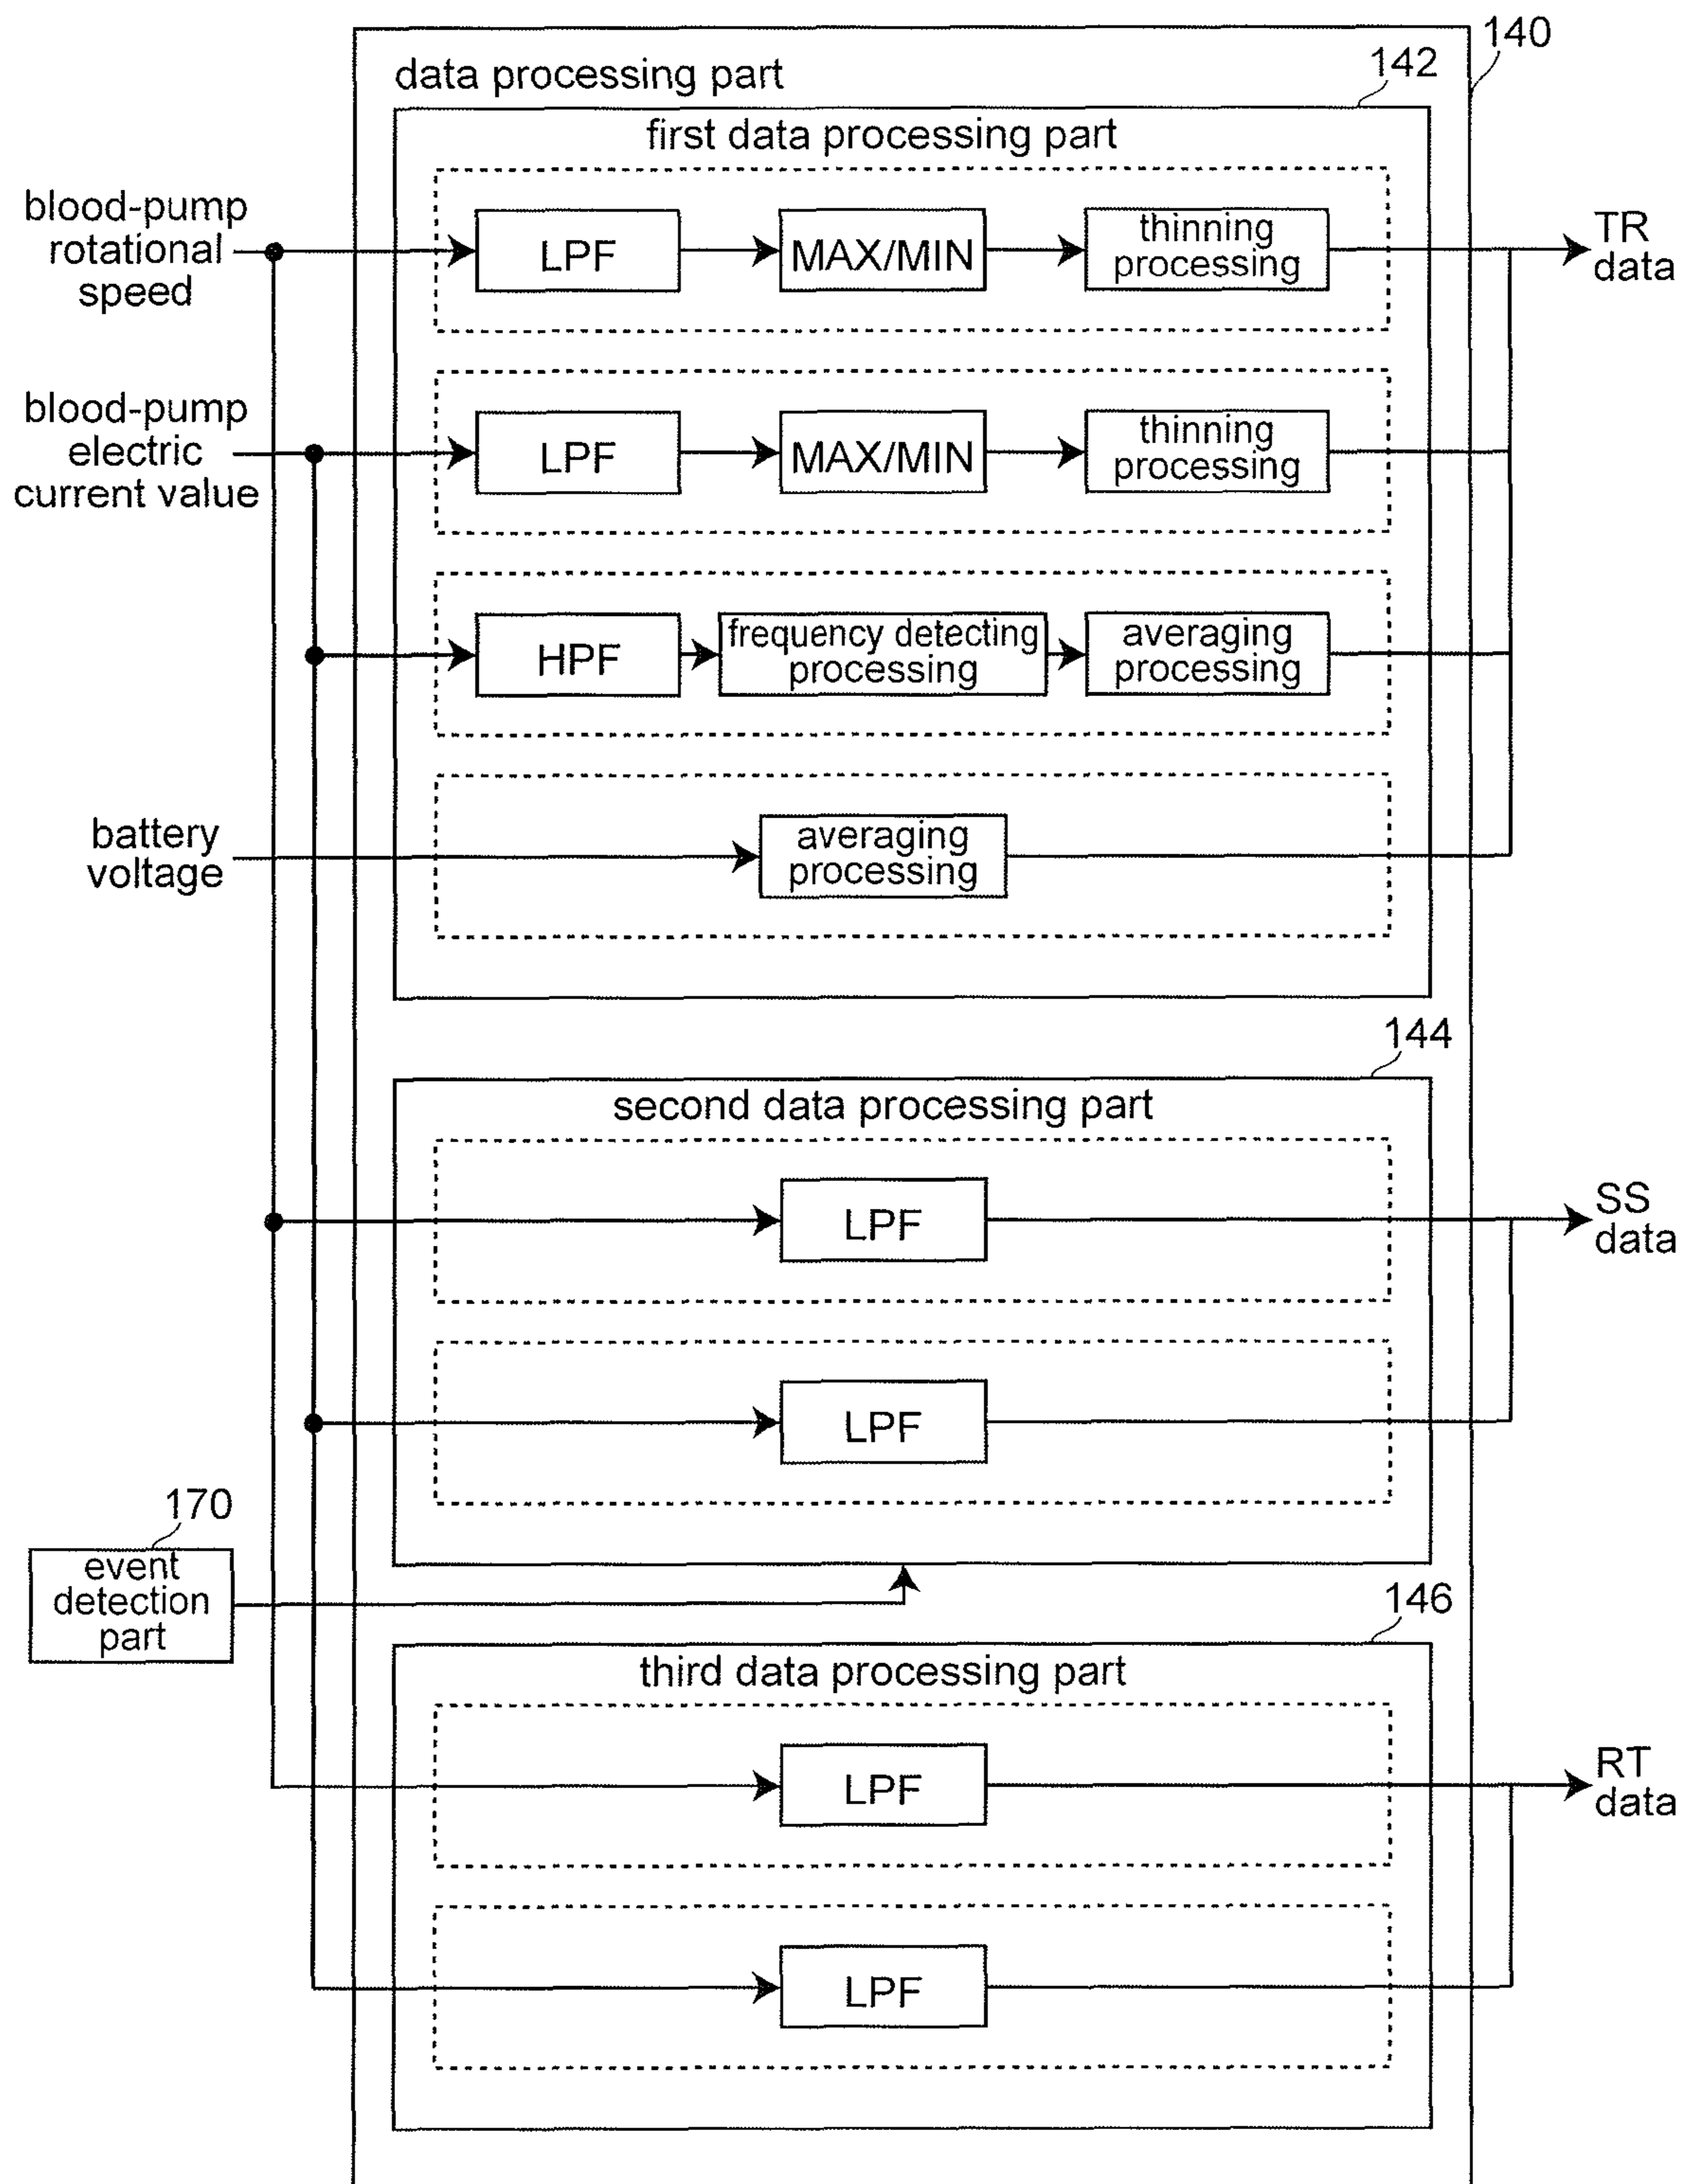 140
data processing part
142
first data processing part
blood-pump
rotational
speed
LPF
MAX/MIN
thinning
processing
TR
data
blood-pump
electric
current value
LPF
MAX/MIN
thinning
processing
HPF
frequency detecting
processing
averaging
processing
battery
voltage
averaging
processing
144
second data processing part
LPF
SS
data
LPF
170
event
detection
part
146
third data processing part
LPF
RT
data
LPF